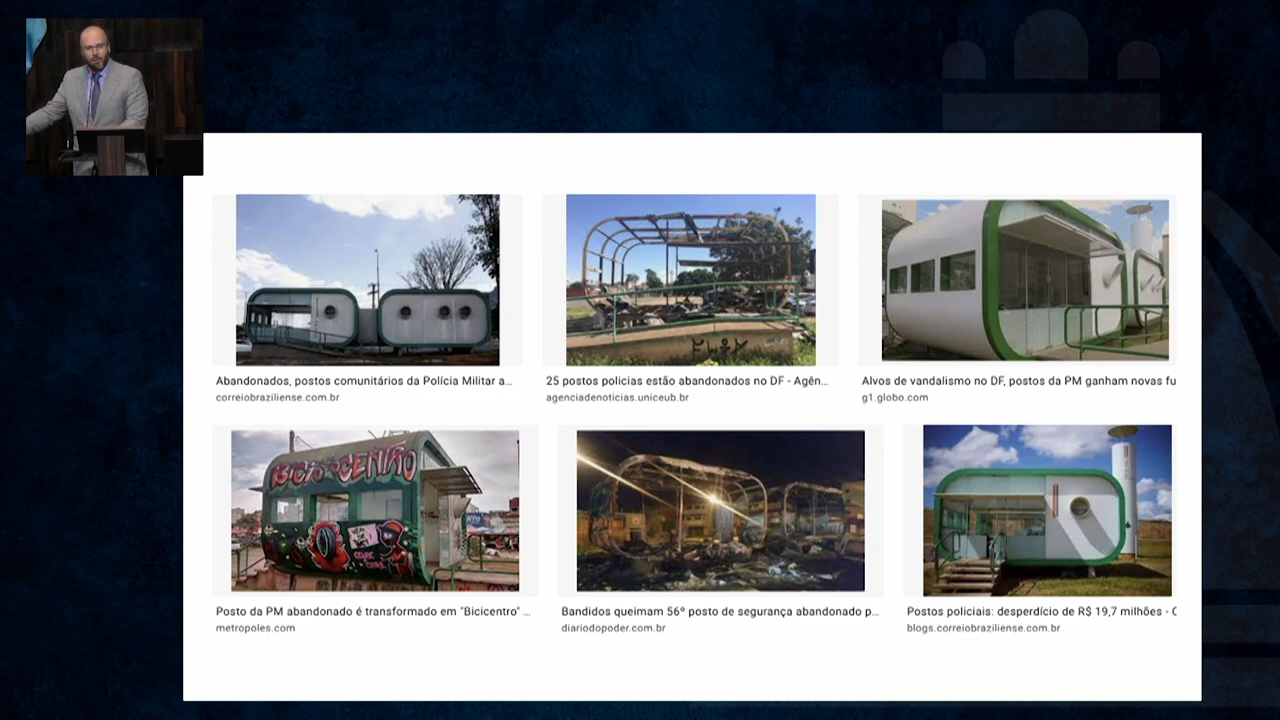 Abandonados, postos comunitários da Polícia Militar a...
correiobraziliense.com.br
25 postos policias estão abandonados no DF - Agên...
agenciadenoticias.uniceub.br
Alvos de vandalismo no DF, postos da PM ganham novas fu
g1.globo.com
BICICENTRO
Posto da PM abandonado é transformado em "Bicicentro" ...
metropoles.com
Bandidos queimam 56º posto de segurança abandonado p...
diariodopoder.com.br
Postos policiais: desperdício de R$ 19,7 milhões - C
blogs.correiobraziliense.com.br